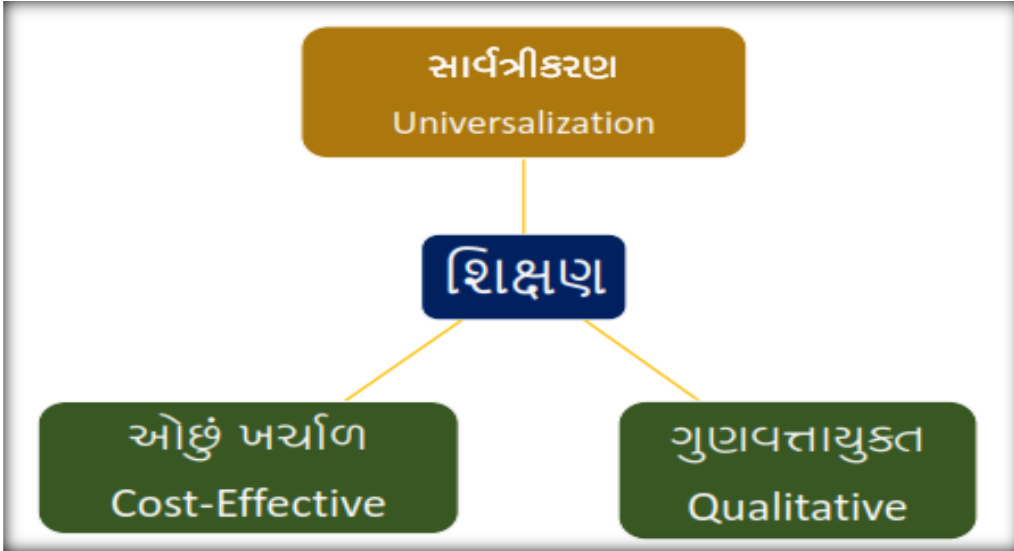 સાર્વત્રીકરણ
Universalization
શિક્ષણ
ઓછું ખર્ચાળ
Cost-Effective
ગુણવત્તાયુક્ત
Qualitative